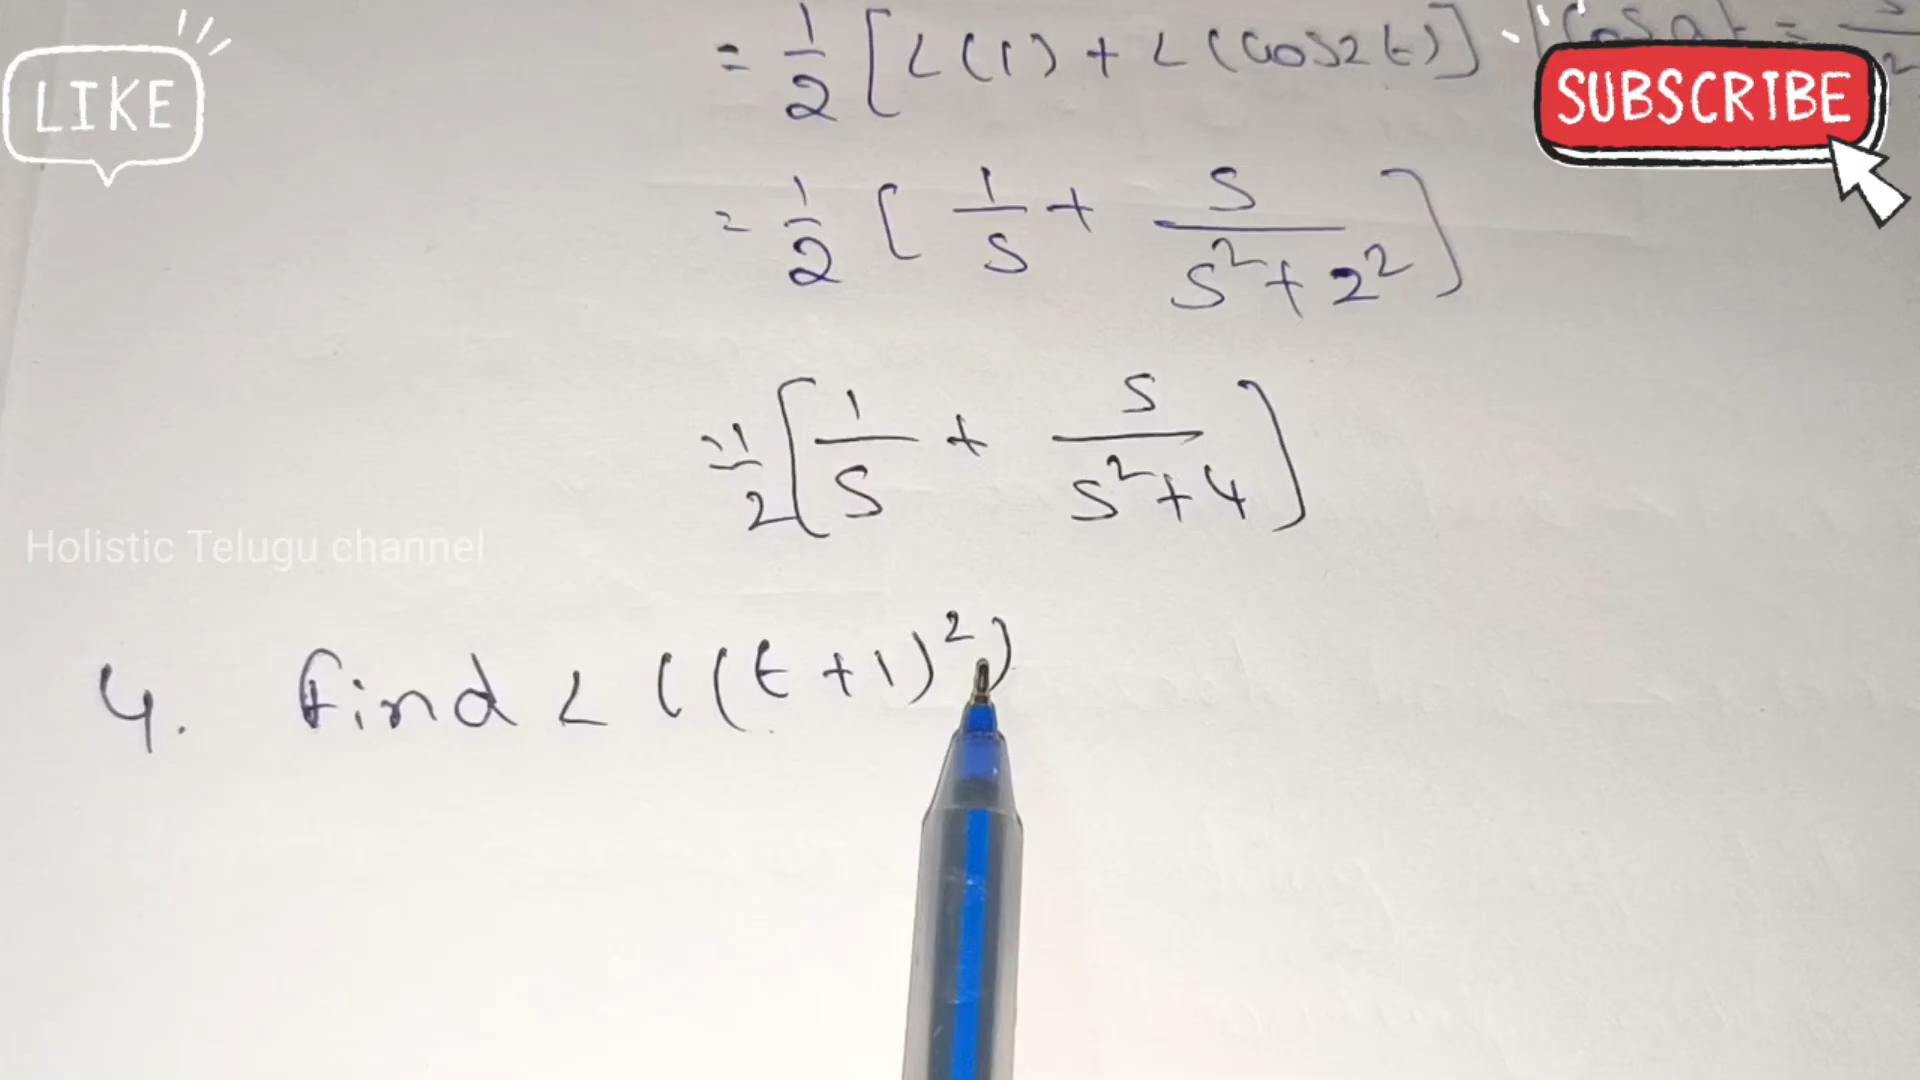 = 1/2 [L(1) + L(cos2t)] . | Cosat =
LIKE
SUBSCRIBE
= 1/2 [1/s + s/(s²+2²)]
= 1/2 [1/s + s/(s²+4)]
Holistic Telugu channel
4. Find L((t+1)²)